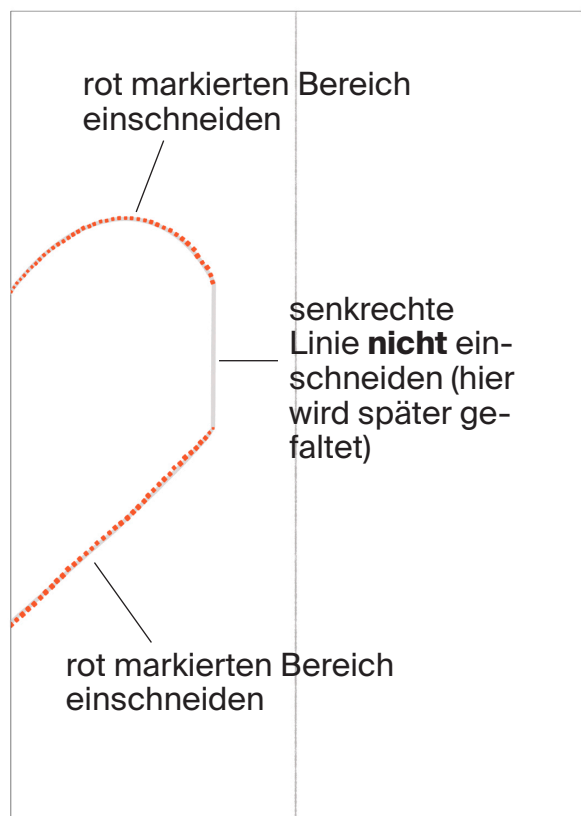 rot markierten Bereich
einschneiden
senkrechte
Linie nicht ein-
schneiden (hier
wird später ge-
faltet)
rot markierten Bereich
einschneiden